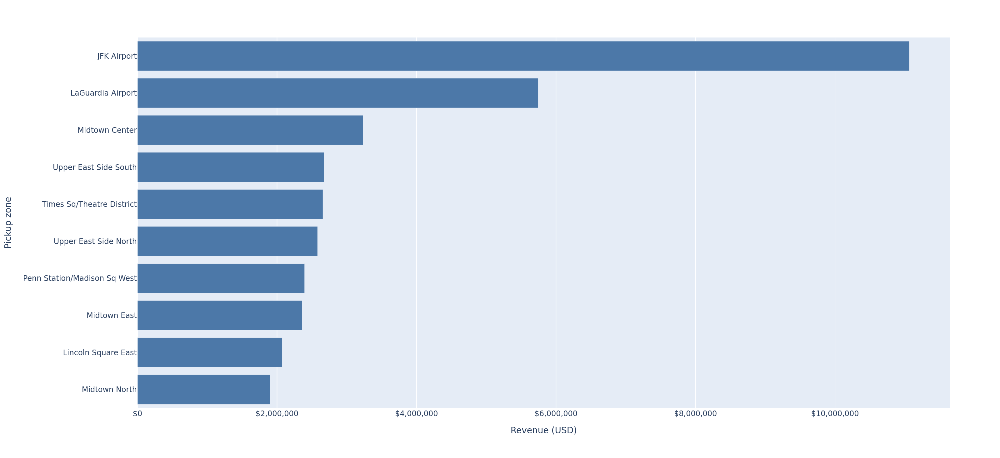 JFK Airport
LaGuardia Airport
Midtown Center
Upper East Side South
Times Sq/Theatre District
Upper East Side North
Penn Station/Madison Sq West
Midtown East
Lincoln Square East
Midtown North
Pickup zone
$0 $2,000,000 $4,000,000 $6,000,000 $8,000,000 $10,000,000
Revenue (USD)